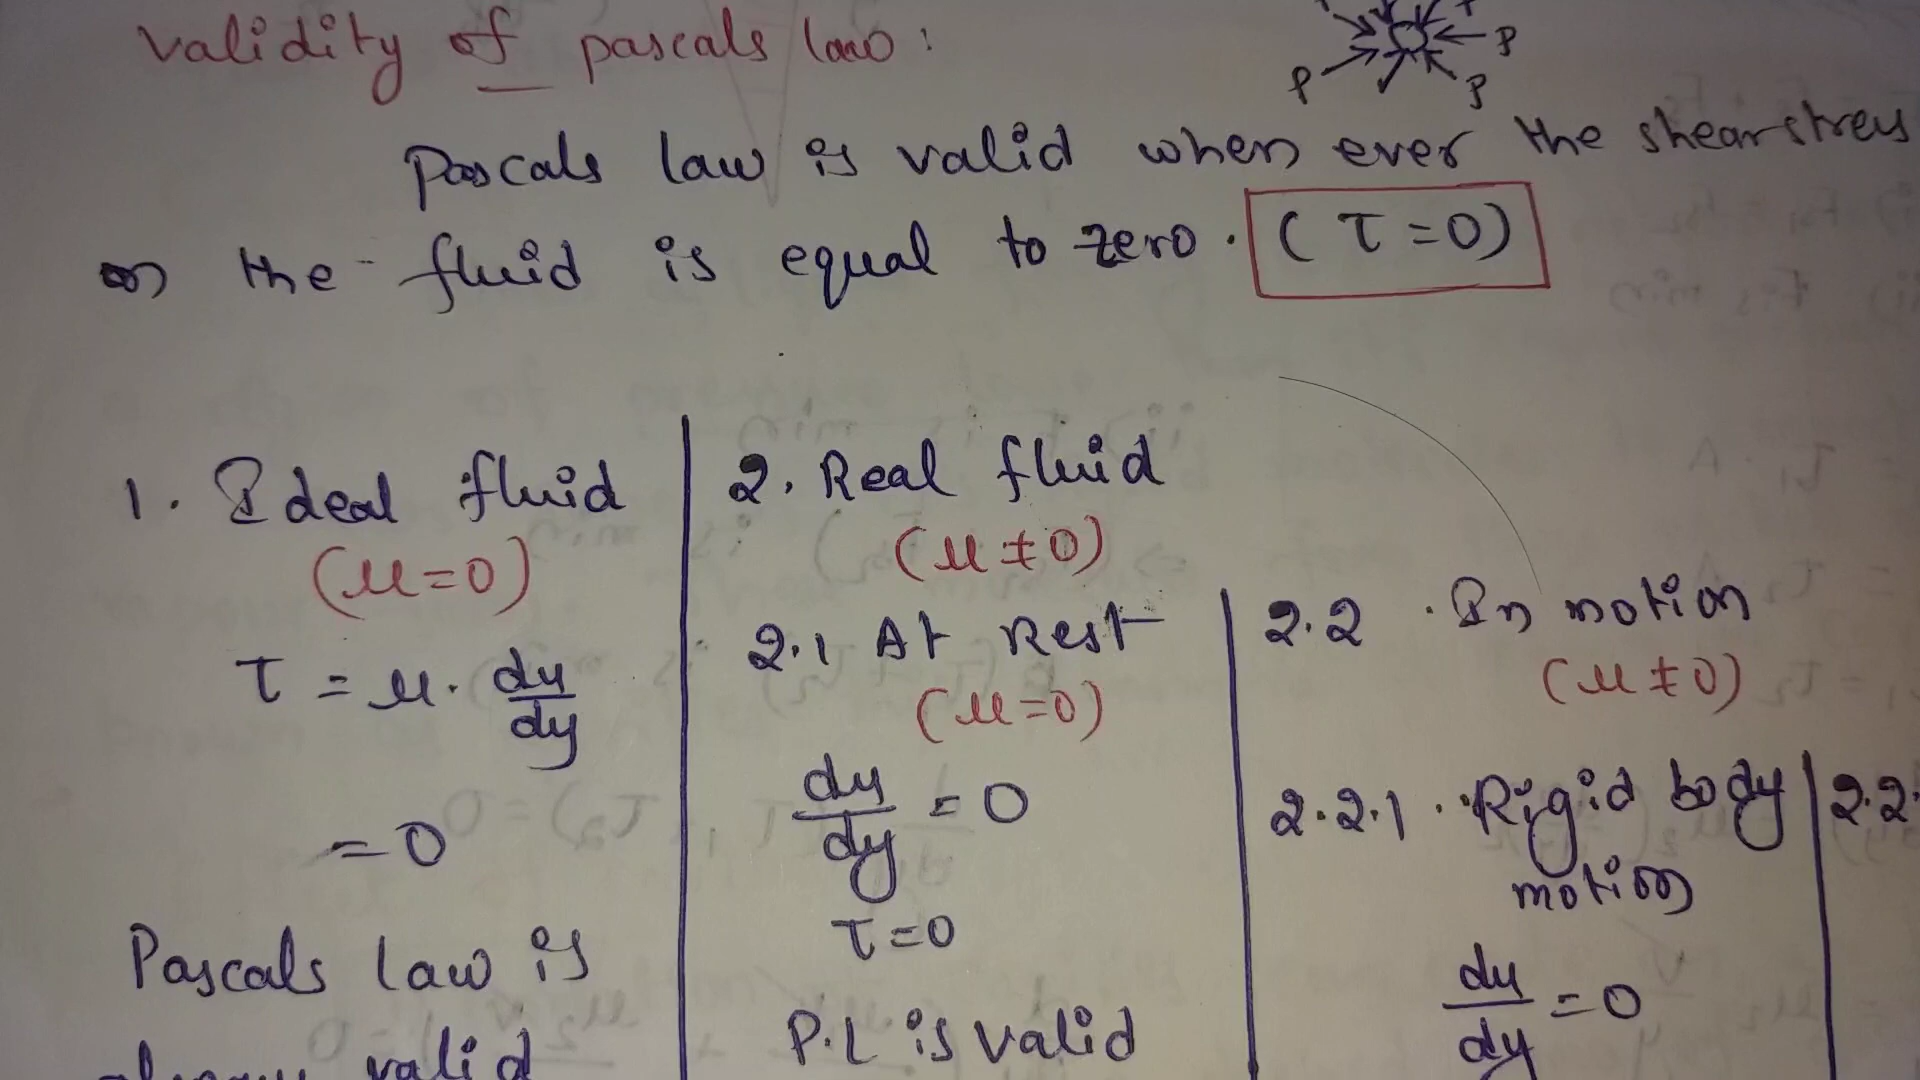 validity of pascals law:
P
P
P
Pascals law is valid when ever the shear stress
on the fluid is equal to zero. (τ=0)
1. Ideal fluid
(μ=0)
τ = μ. du/dy
= 0
Pascals law is
always valid
2. Real fluid
(μ≠0)
2.1 At Rest
(μ=0)
du/dy = 0
τ=0
P.L is valid
2.2 . In motion
(μ≠0)
2.2.1 . Rigid body
motion
du/dy = 0
2.2.